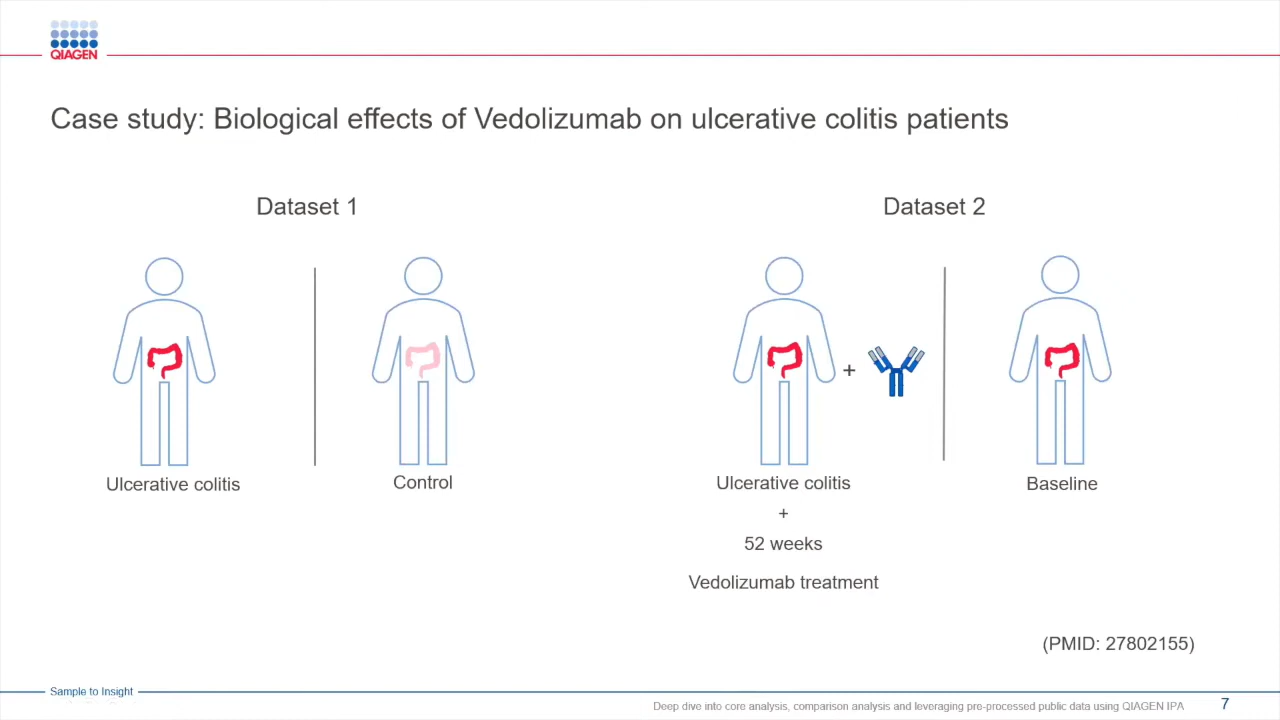 QIAGEN
Case study: Biological effects of Vedolizumab on ulcerative colitis patients
Dataset 1
Dataset 2
+
Ulcerative colitis
Control
Ulcerative colitis
+
52 weeks
Vedolizumab treatment
Baseline
(PMID: 27802155)
Sample to Insight
Deep dive into core analysis, comparison analysis and leveraging pre-processed public data using QIAGEN IPA
7